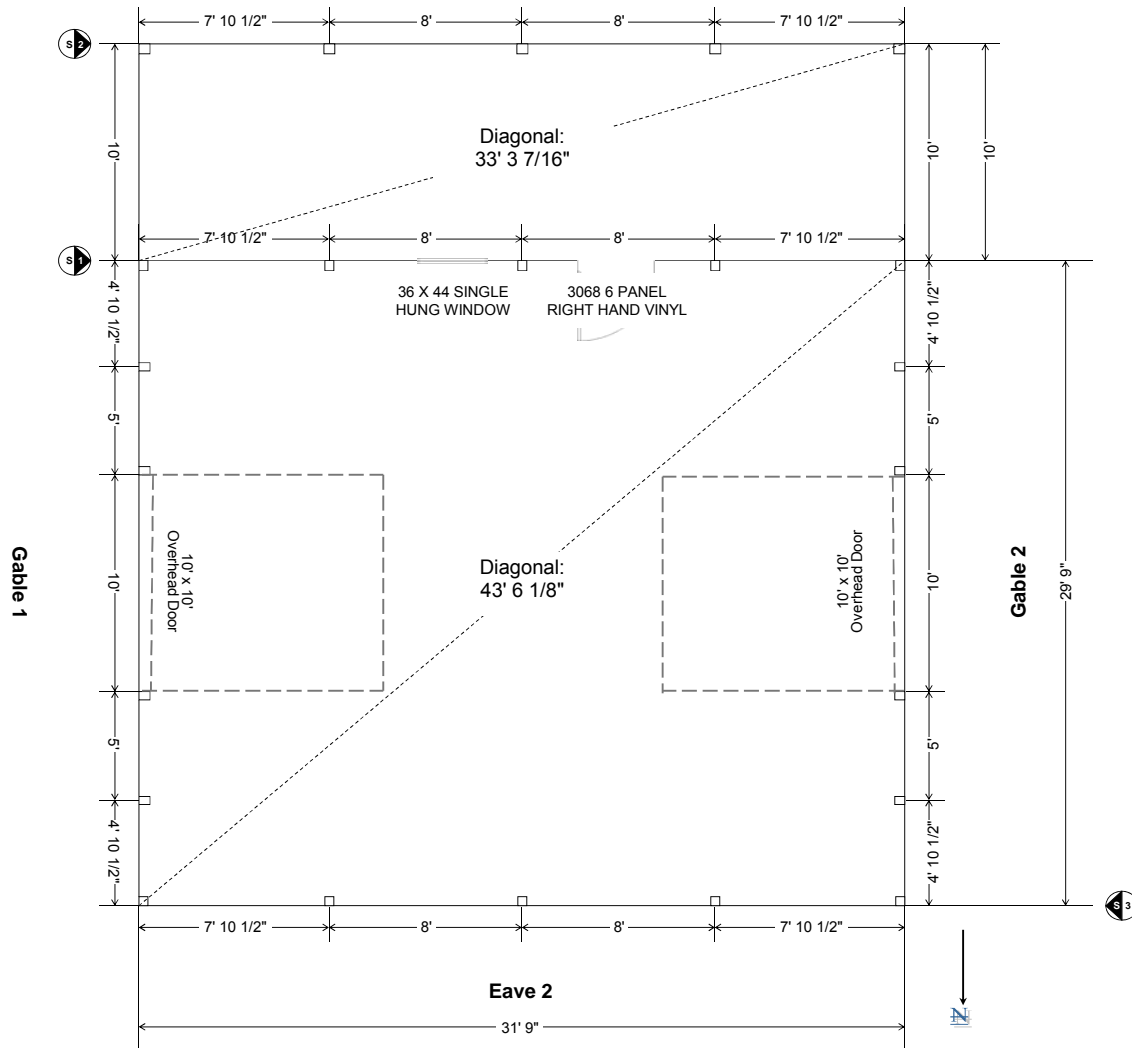 7' 10 1/2"
8'
8'
7' 10 1/2"
S 2
10'
Diagonal:
33' 3 7/16"
10'
10'
7' 10 1/2"
8'
8'
7' 10 1/2"
S 1
4' 10 1/2"
36 X 44 SINGLE
HUNG WINDOW
3068 6 PANEL
RIGHT HAND VINYL
4' 10 1/2"
5'
5'
Gable 1
10'
10' x 10'
Overhead Door
Diagonal:
43' 6 1/8"
10' x 10'
Overhead Door
10'
Gable 2
29' 9"
5'
5'
4' 10 1/2"
4' 10 1/2"
S 3
7' 10 1/2"
8'
8'
7' 10 1/2"
Eave 2
N
31' 9"